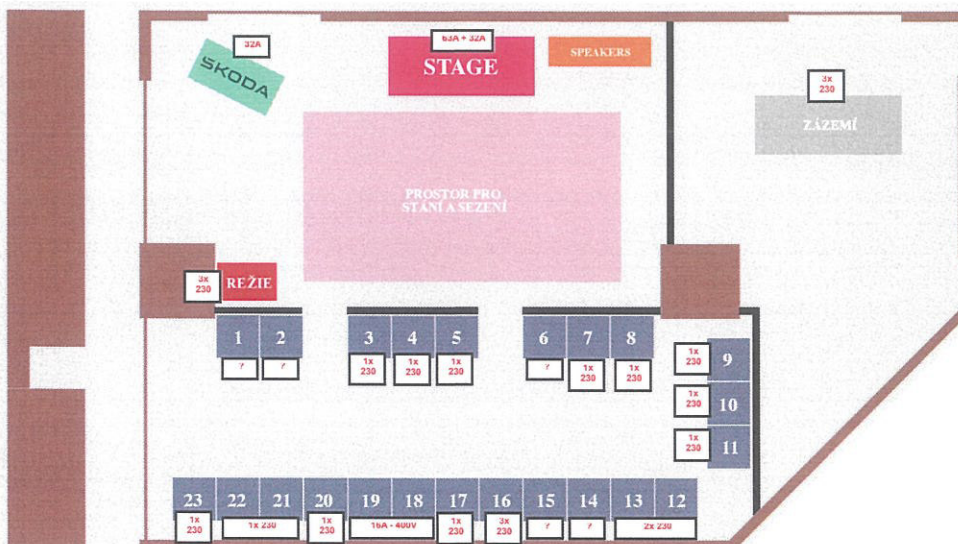 32A
ŠKODA
63A + 32A
STAGE
SPEAKERS
3x
230
ZÁZEMÍ
PROSTOR PRO
STÁNÍ A SEZENÍ
3x
230
REŽIE
1
2
3
4
5
6
7
8
?
?
1x
230
1x
230
1x
230
?
1x
230
1x
230
1x
230
9
1x
230
10
1x
230
11
23
22
21
20
19
18
17
16
15
14
13
12
1x
230
1x 230
1x
230
16A - 400V
1x
230
3x
230
?
?
2x 230